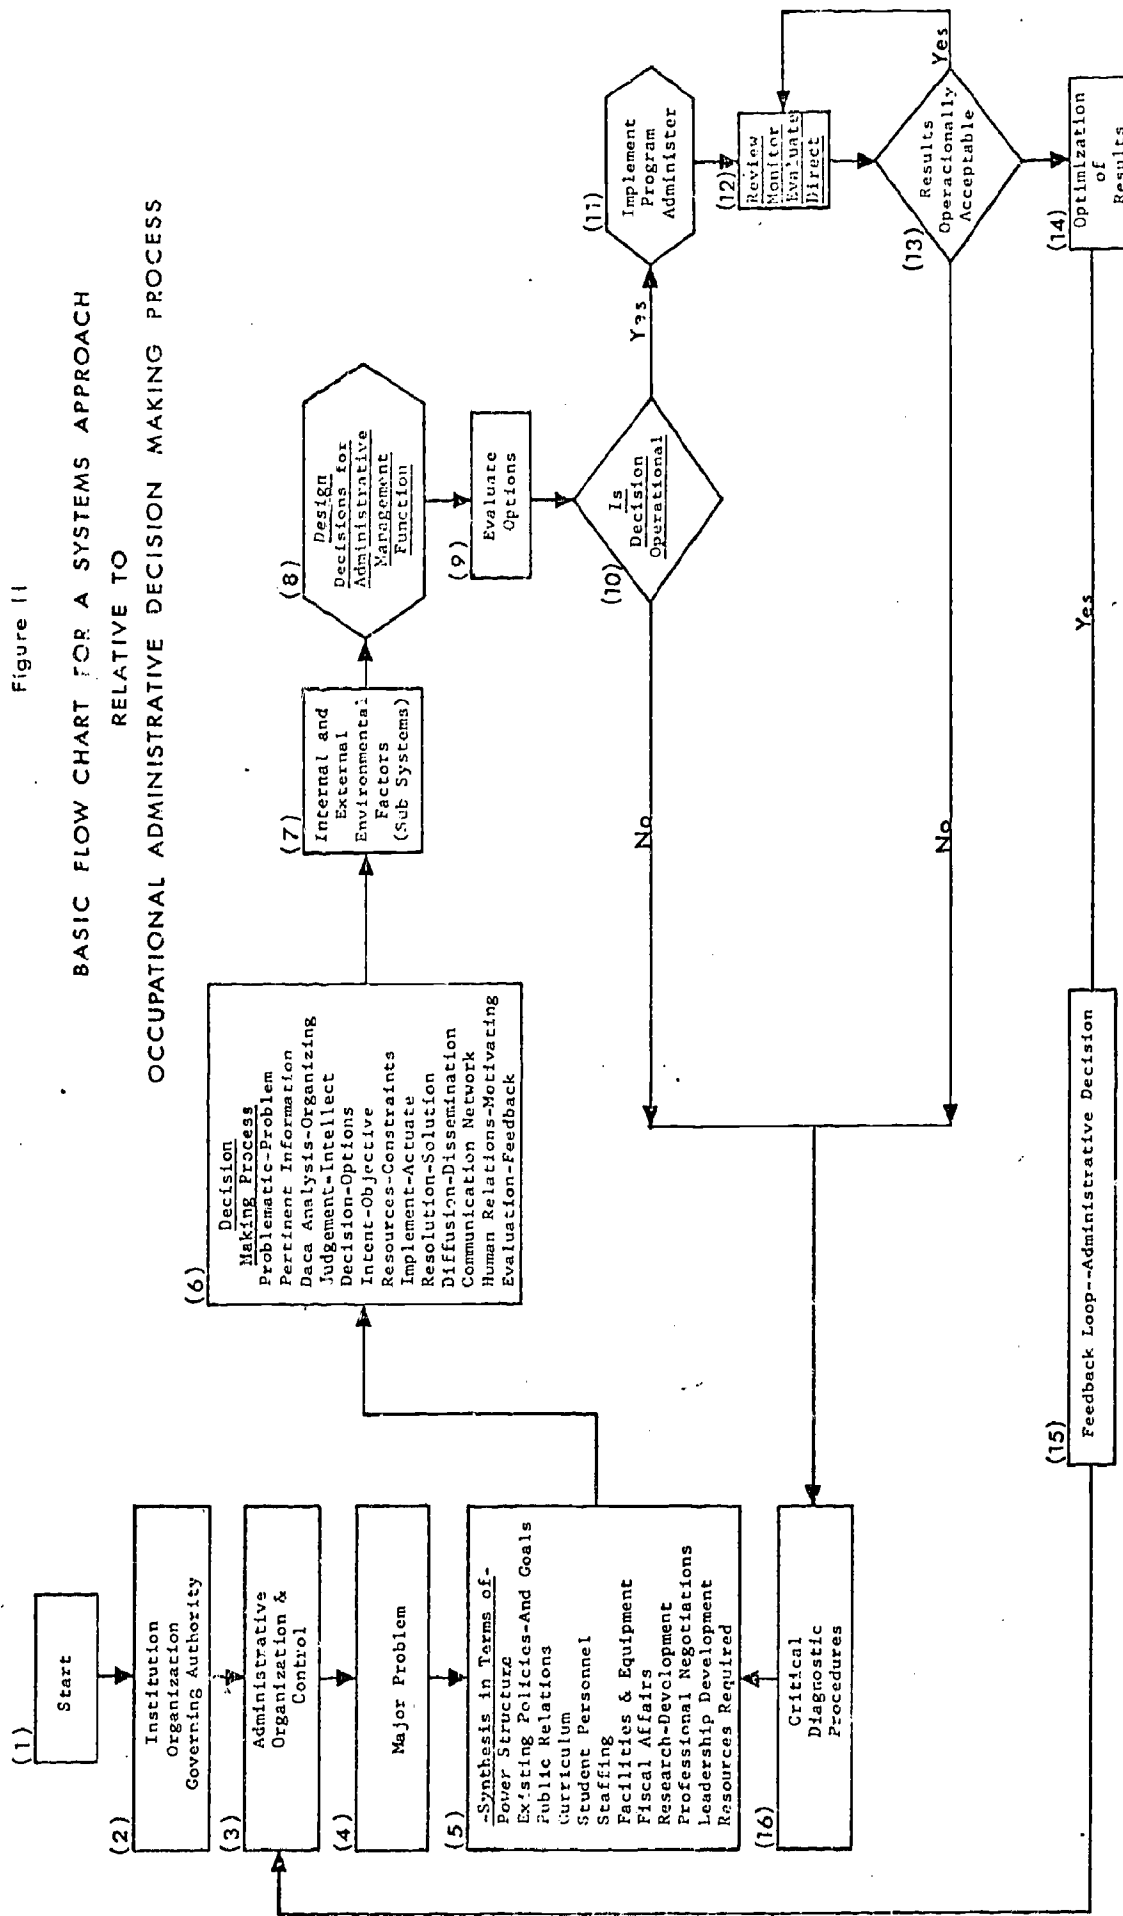 Figure 11
BASIC FLOW CHART FOR A SYSTEMS APPROACH
RELATIVE TO
OCCUPATIONAL ADMINISTRATIVE DECISION MAKING PROCESS
(1)
Start
(2)
Institution
Organization
Governing Authority
(3)
Administrative
Organization &
Control
(4)
Major Problem
(5)
-Synthesis in Terms of-
Power Structure
Existing Policies-And Goals
Public Relations
Curriculum
Student Personnel
Staffing
Facilities & Equipment
Fiscal Affairs
Research-Development
Professional Negotiations
Leadership Development
Resources Required
(16)
Critical
Diagnostic
Procedures
(6)
Decision
Making Process
Problematic-Problem
Pertinent Information
Daca Analysis-Organizing
Judgement-Intellect
Decision-Options
Intent-Objective
Resources-Constraints
Implement-Actuate
Resolution-Solution
Diffusion-Dissemination
Communication Network
Human Relations-Motivating
Evaluation-Feedback
(7)
Internal and
External
Environmental
Factors
(Sub Systems)
(8)
Design
Decisions for
Administrative
Management
Function
(9)
Evaluate
Options
(10)
Is
Decision
Operational
Yes
No
(11)
Implement
Program
Administer
(12)
Review
Monitor
Evaluate
Direct
(13)
Results
Operacionally
Acceptable
Yes
No
(14)
Optimization
of
Results
Yes
(15)
Feedback Loop--Administrative Decision